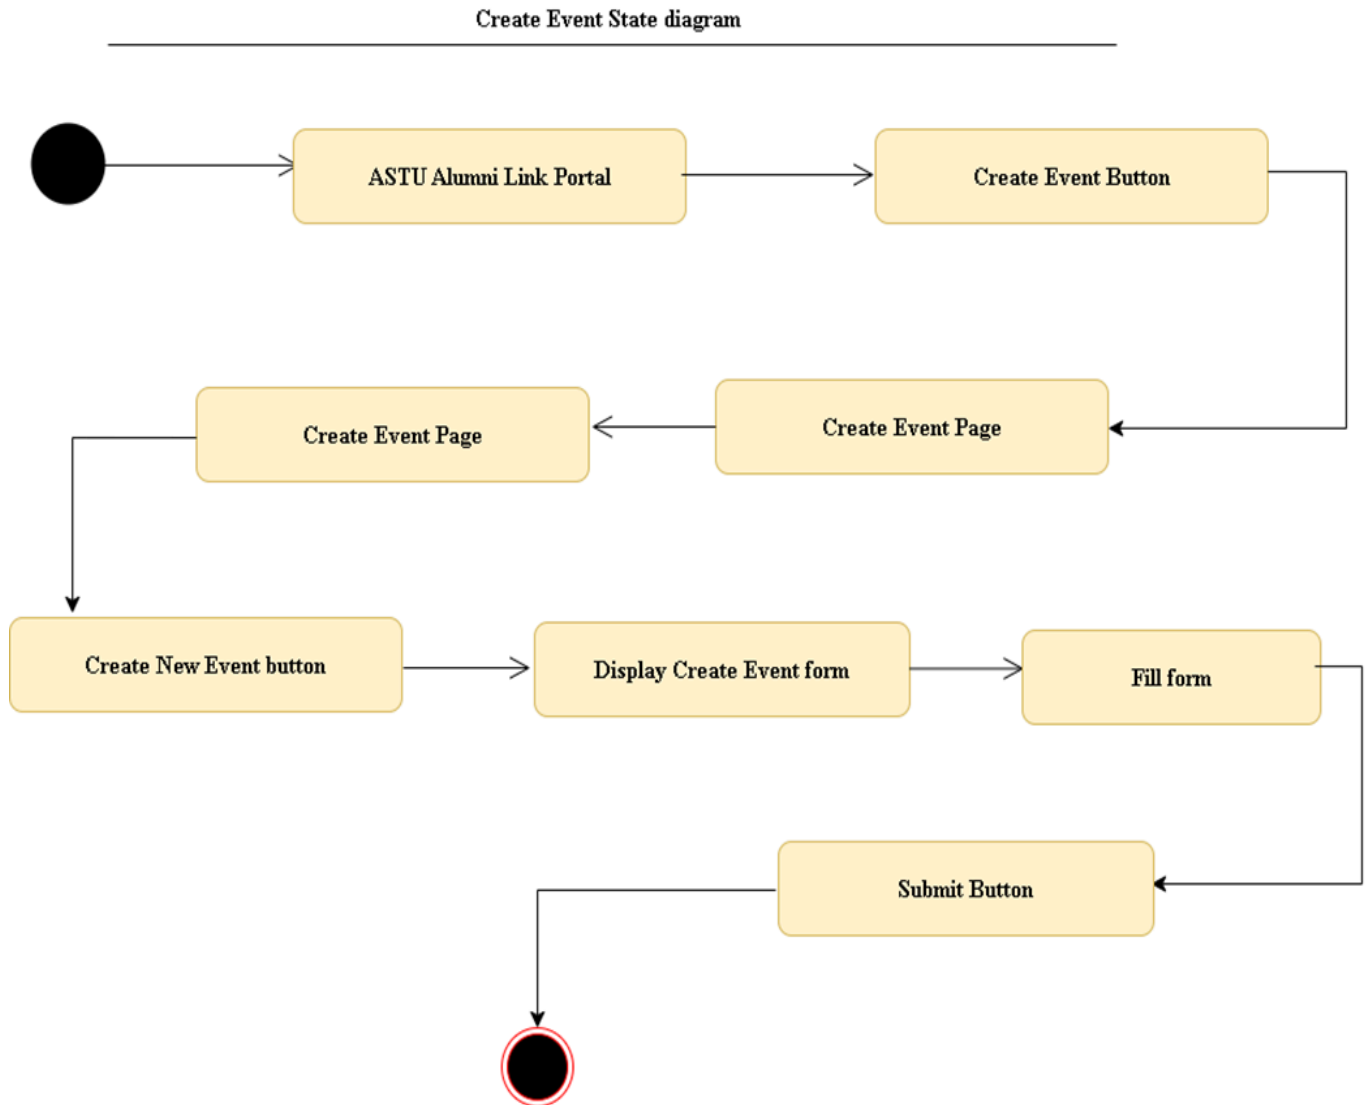 Create Event State diagram
ASTU Alumni Link Portal
Create Event Button
Create Event Page
Create Event Page
Create New Event button
Display Create Event form
Fill form
Submit Button